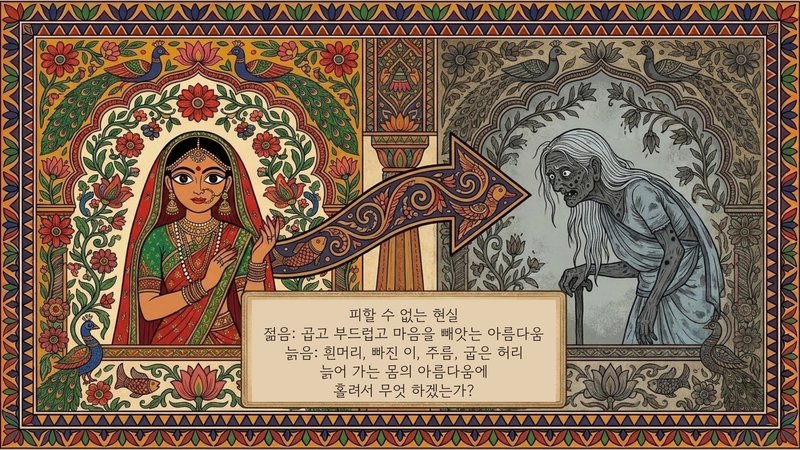 피할 수 없는 현실
젊음: 곱고 부드럽고 마음을 빼앗는 아름다움
늙음: 흰머리, 빠진 이, 주름, 굽은 허리
늙어 가는 몸의 아름다움에
홀려서 무엇 하겠는가?